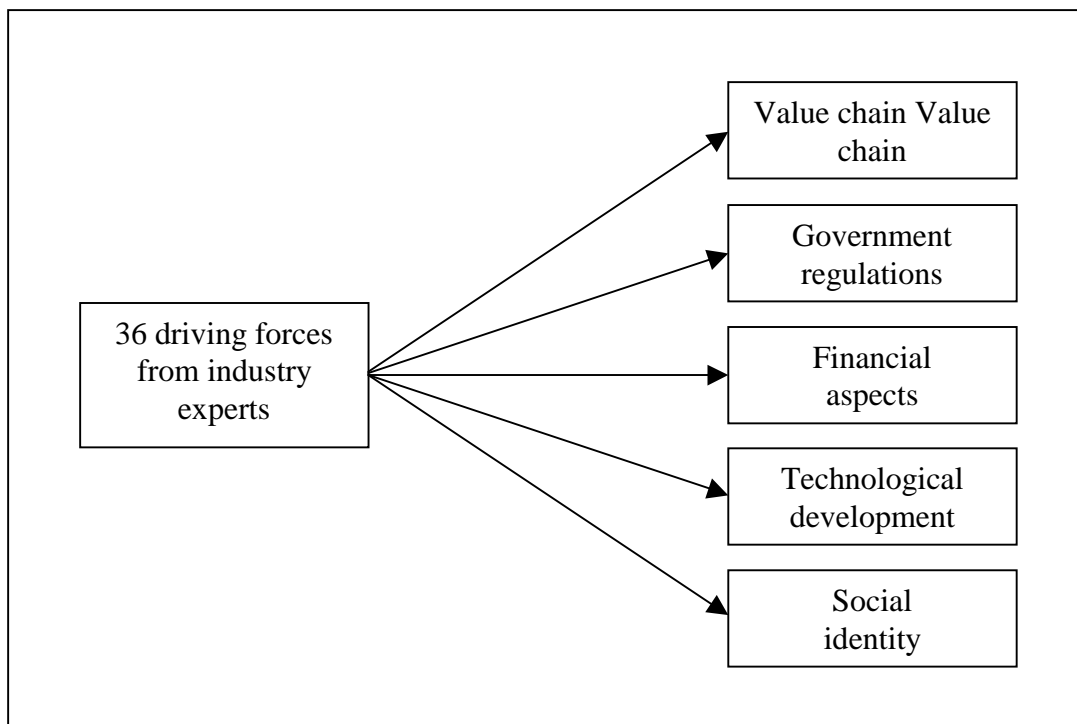 36 driving forces
from industry
experts
Value chain Value
chain
Government
regulations
Financial
aspects
Technological
development
Social
identity